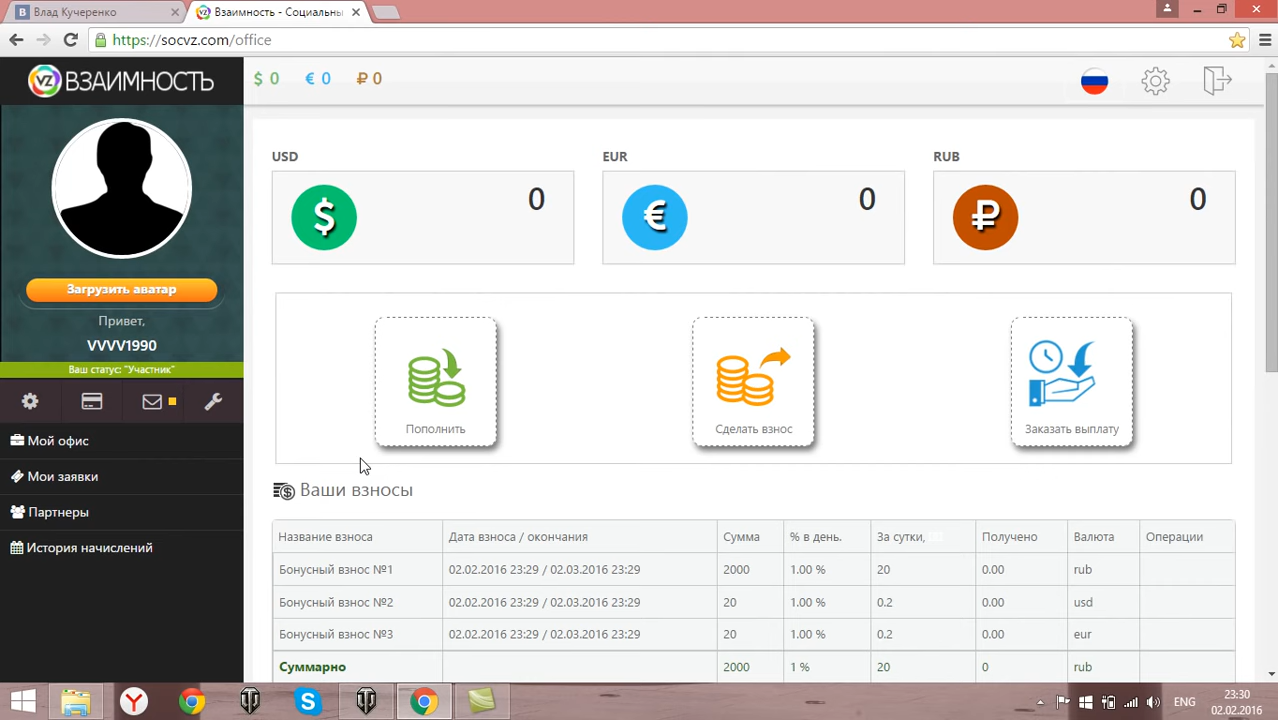 Влад Кучеренко
Взаимность - Социальны
https://socvz.com/office
VZ ВЗАИМНОСТЬ
$ 0 € 0 ₽ 0
USD EUR RUB
$ 0 € 0 ₽ 0
Загрузить аватар
Привет,
VVVV1990
Ваш статус: "Участник"
Пополнить Сделать взнос Заказать выплату
Мой офис
Мои заявки
Партнеры
История начислений
Ваши взносы
Название взноса Дата взноса / окончания Сумма % в день. За сутки, Получено Валюта Операции
Бонусный взнос №1 02.02.2016 23:29 / 02.03.2016 23:29 2000 1.00 % 20 0.00 rub
Бонусный взнос №2 02.02.2016 23:29 / 02.03.2016 23:29 20 1.00 % 0.2 0.00 usd
Бонусный взнос №3 02.02.2016 23:29 / 02.03.2016 23:29 20 1.00 % 0.2 0.00 eur
Суммарно 2000 1 % 20 0 rub
ENG
23:30
02.02.2016